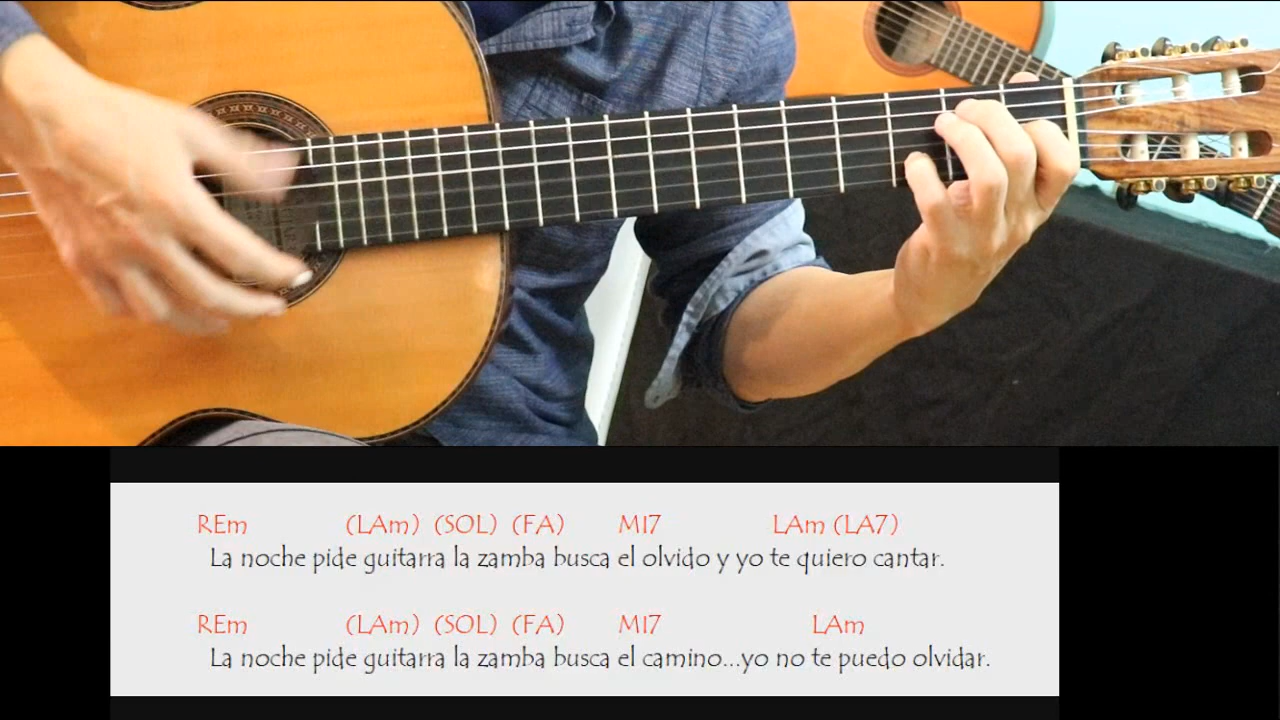 REm (LAm) (SOL) (FA) MI7 LAm (LA7)
La noche pide guitarra la zamba busca el olvido y yo te quiero cantar.
REm (LAm) (SOL) (FA) MI7 LAm
La noche pide guitarra la zamba busca el camino...yo no te puedo olvidar.